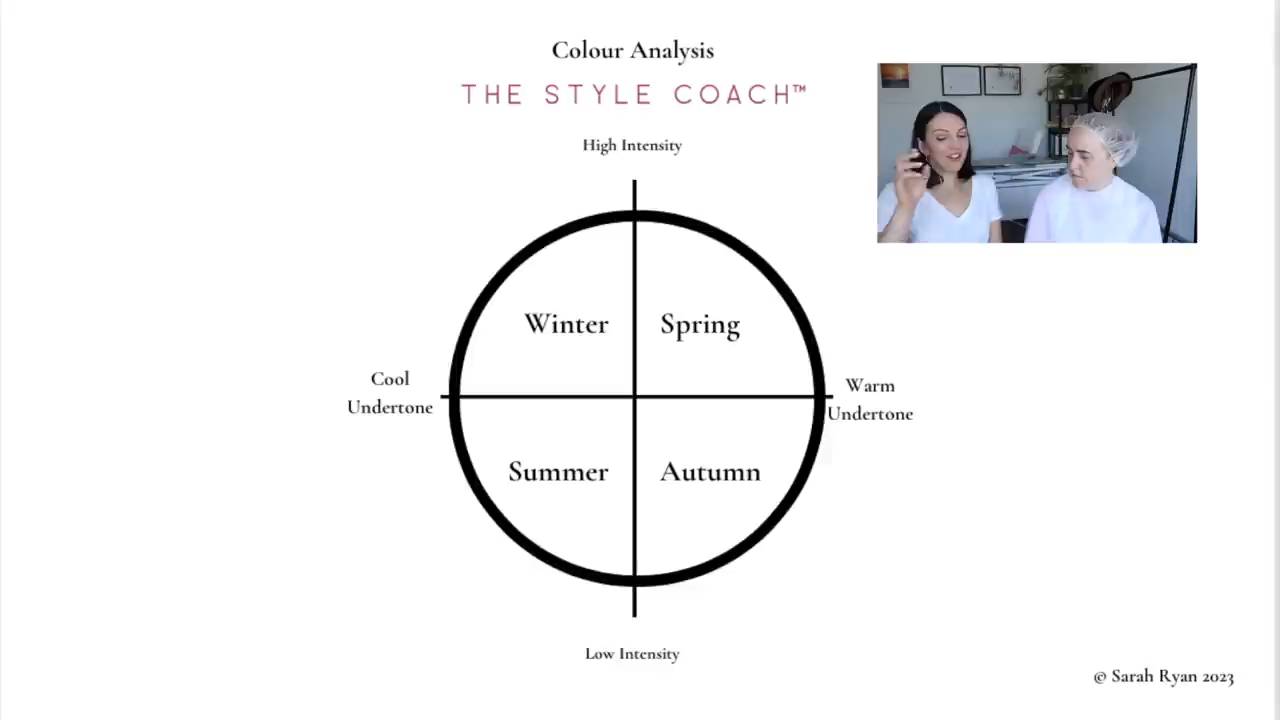 Colour Analysis
THE STYLE COACH™
High Intensity
Winter
Spring
Cool
Undertone
Warm
Undertone
Summer
Autumn
Low Intensity
© Sarah Ryan 2023